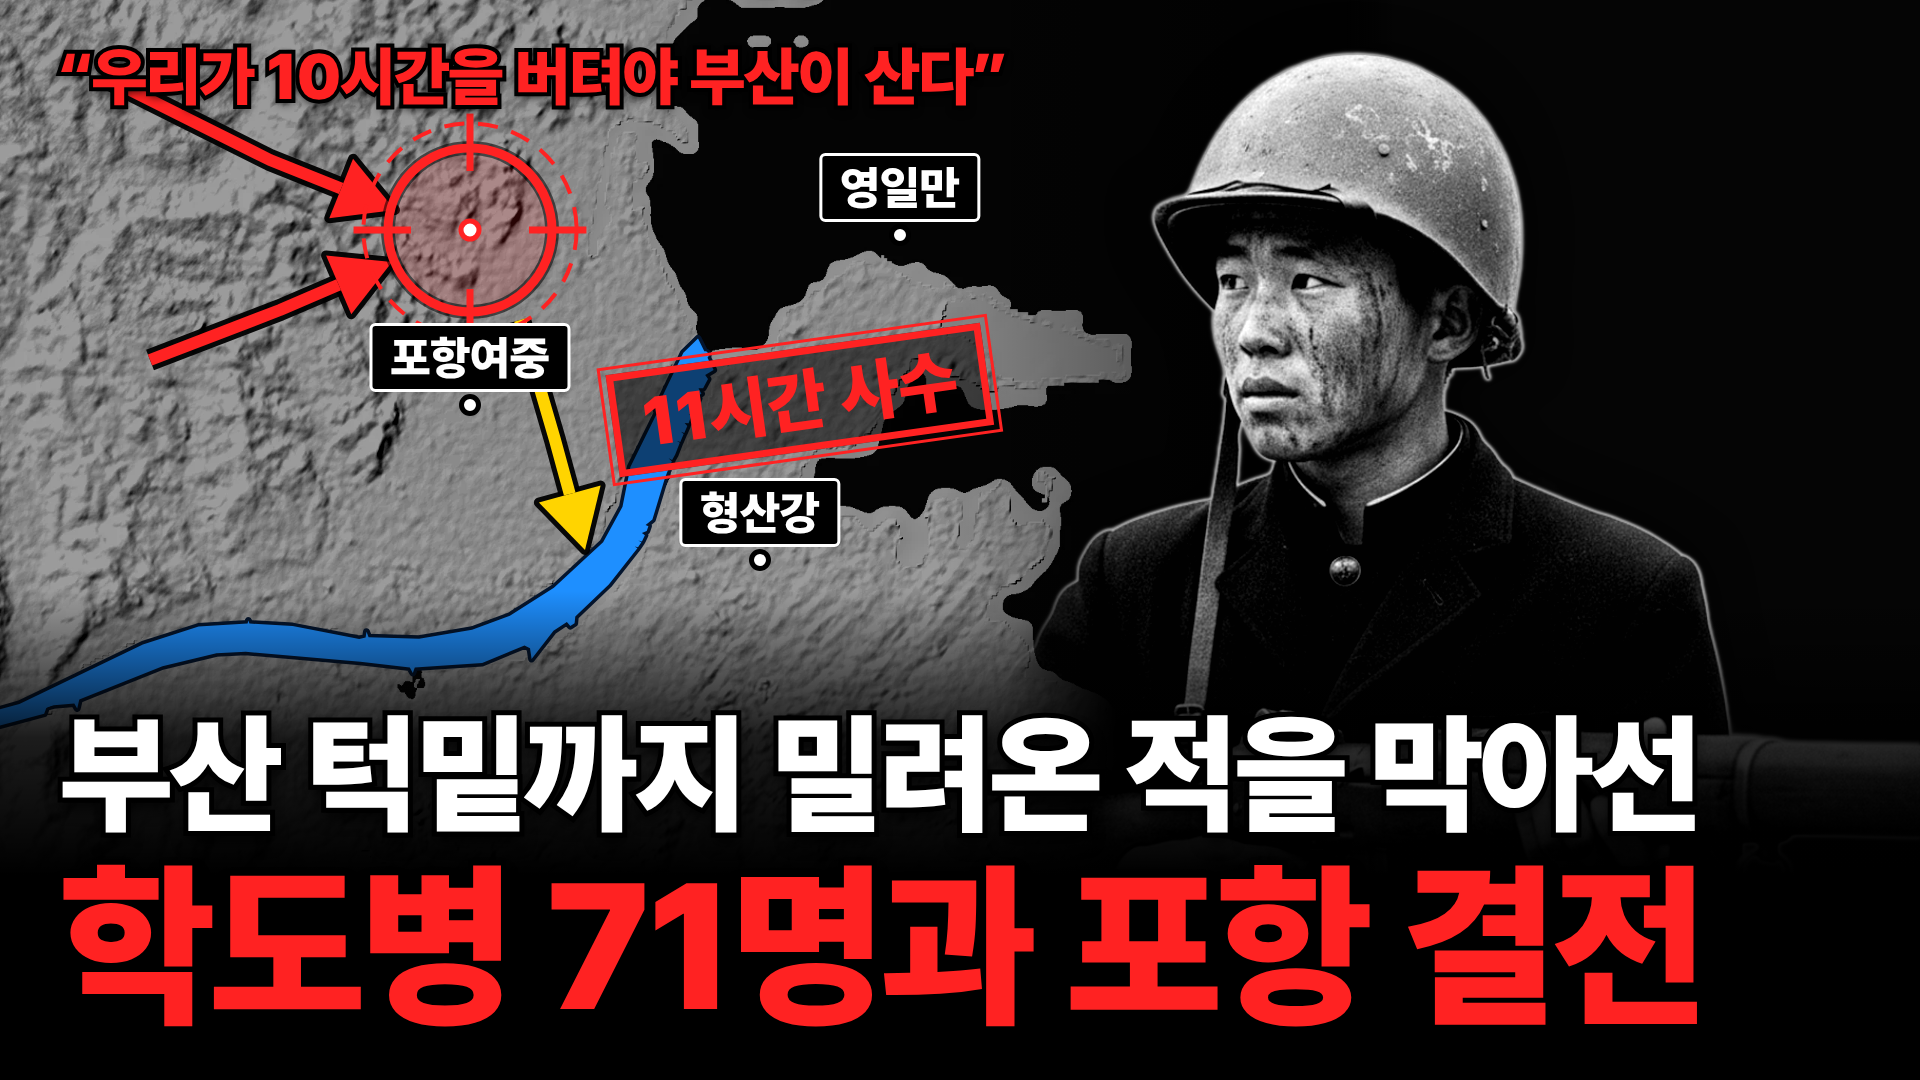 “우리가 10시간을 버텨야 부산이 산다”
영일만
포항여중
11시간 사수
형산강
부산 턱밑까지 밀려온 적을 막아선
학도병 71명과 포항 결전